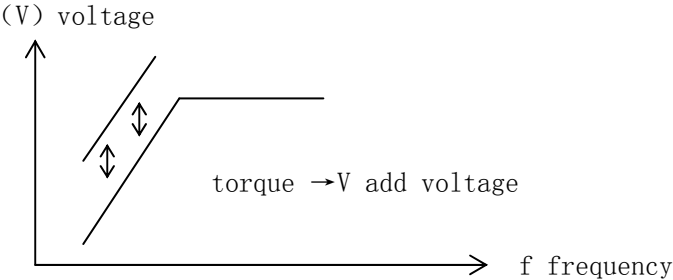 (V) voltage
torque →V add voltage
f frequency